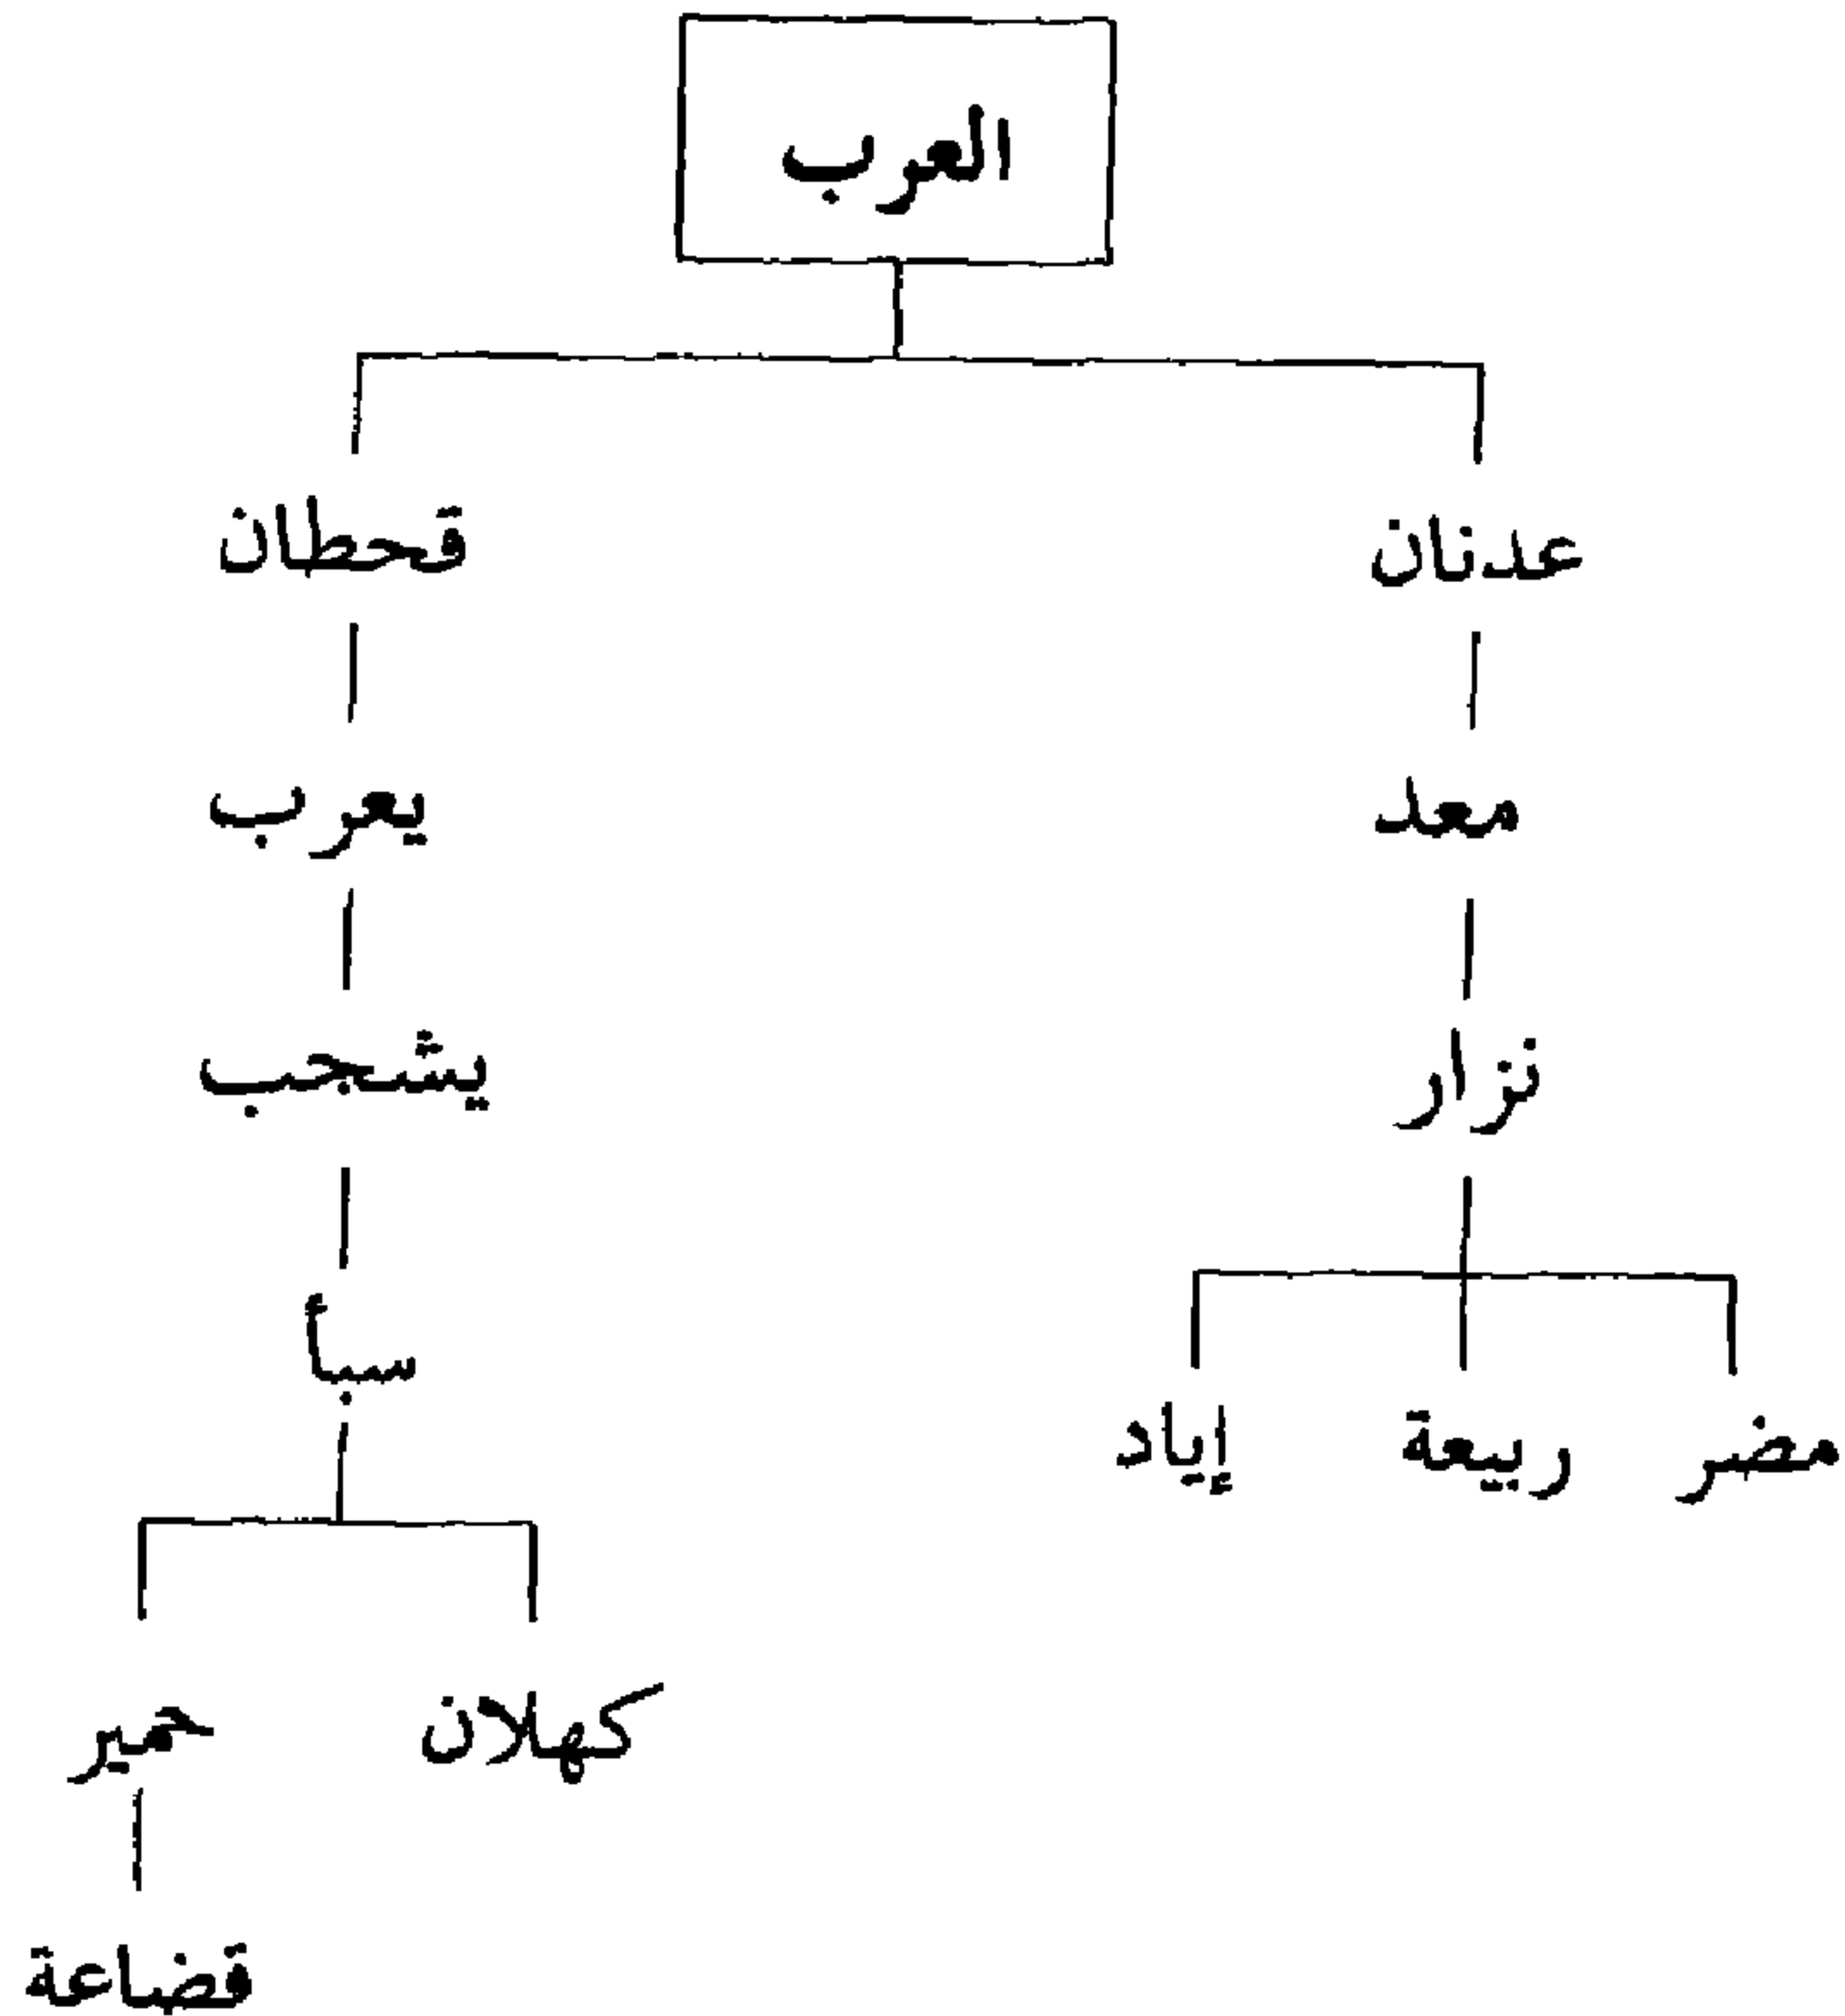 العرب
عدنان قحطان
معد يعرب
نزار يشجب
سبأ
مضر ربيعة إياد
كهلان حمير
قضاعة